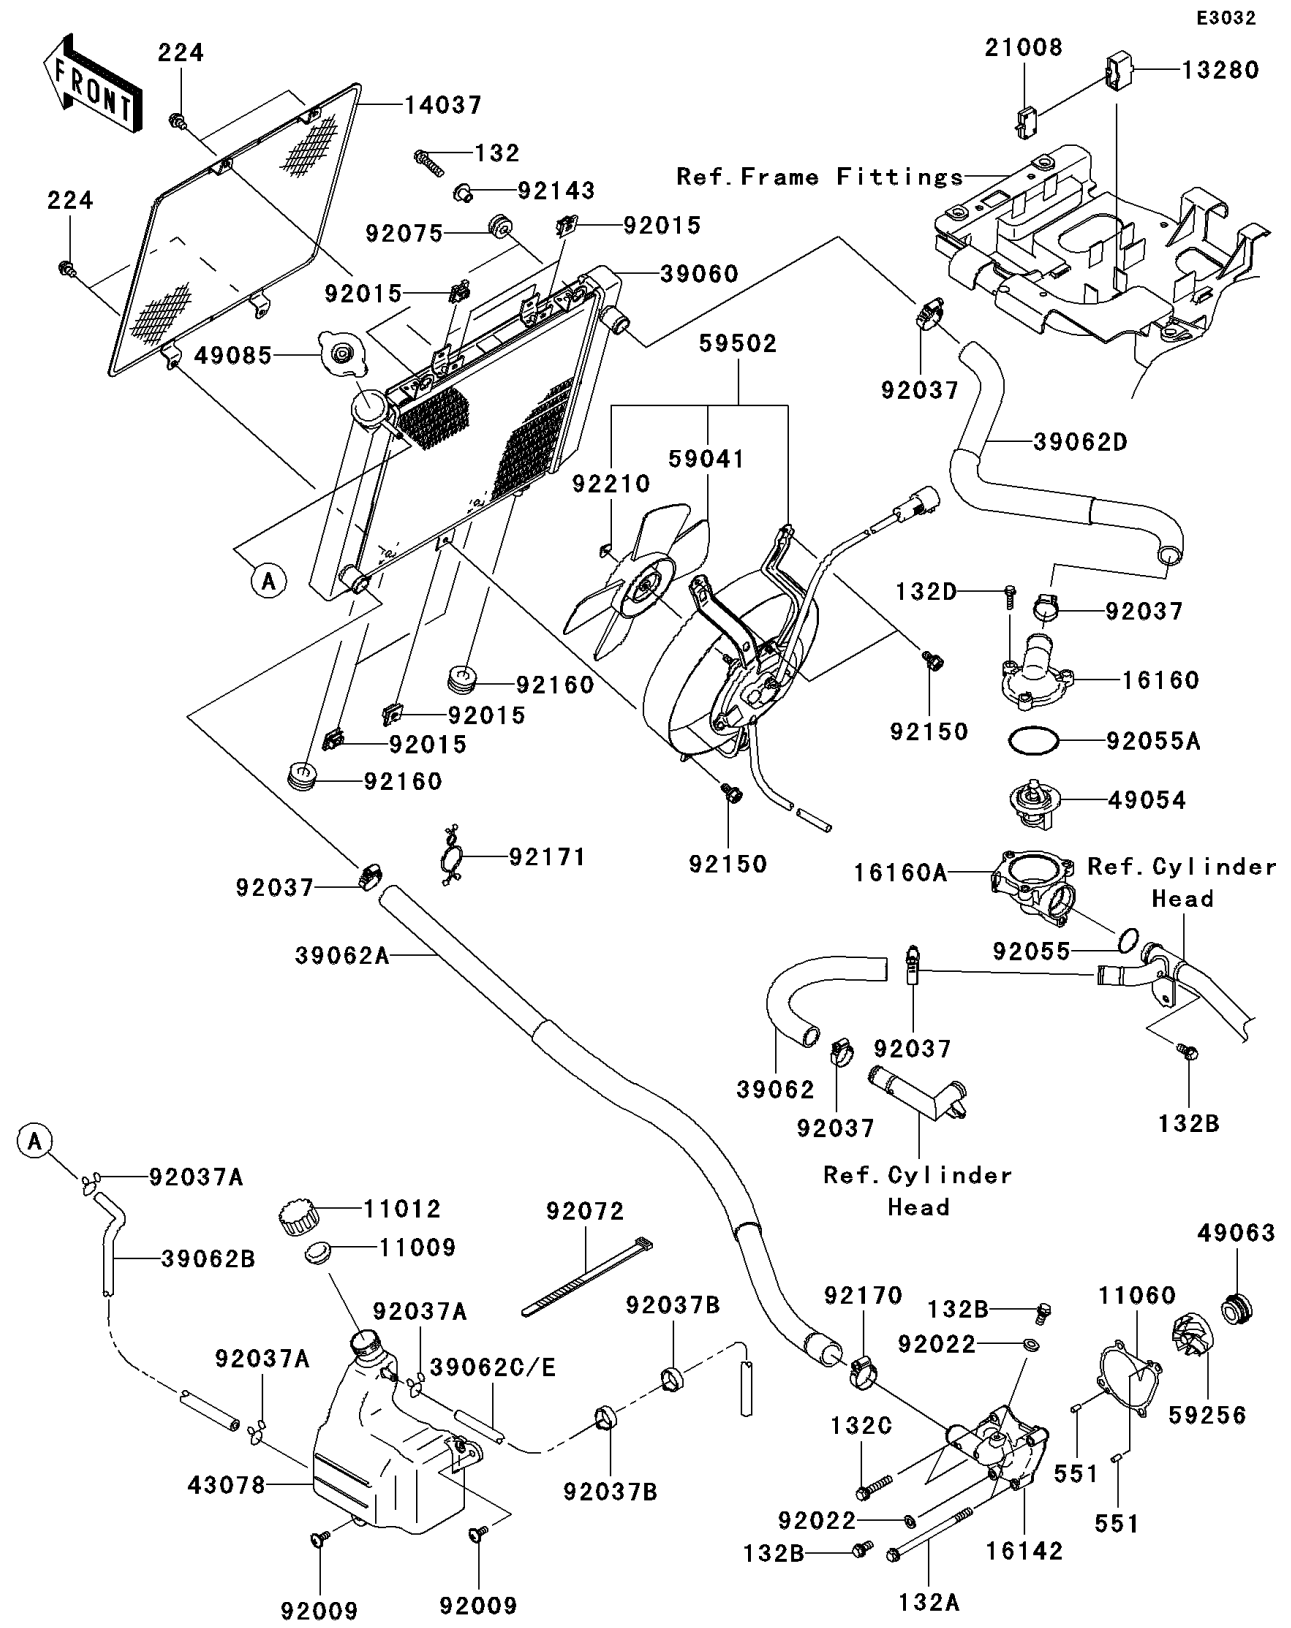 E3032
FRONT
224
14037
21008
13280
132
92143
Ref.Frame Fittings
224
92075
92015
92015
39060
49085
59502
92037
39062D
59041
92210
A
132D
92037
92160
16160
92015
92150
92015
92055A
92160
49054
92171
92150
16160A
Ref.Cylinder
Head
92037
39062A
92055
92037
39062
92037
132B
A
92037A
Ref.Cylinder
Head
11012
92072
39062B
11009
49063
92037A
92037B
92170
132B
11060
92022
92037A
39062C/E
59256
132C
551
43078
92037B
92022
551
132B
16142
92009
92009
132A